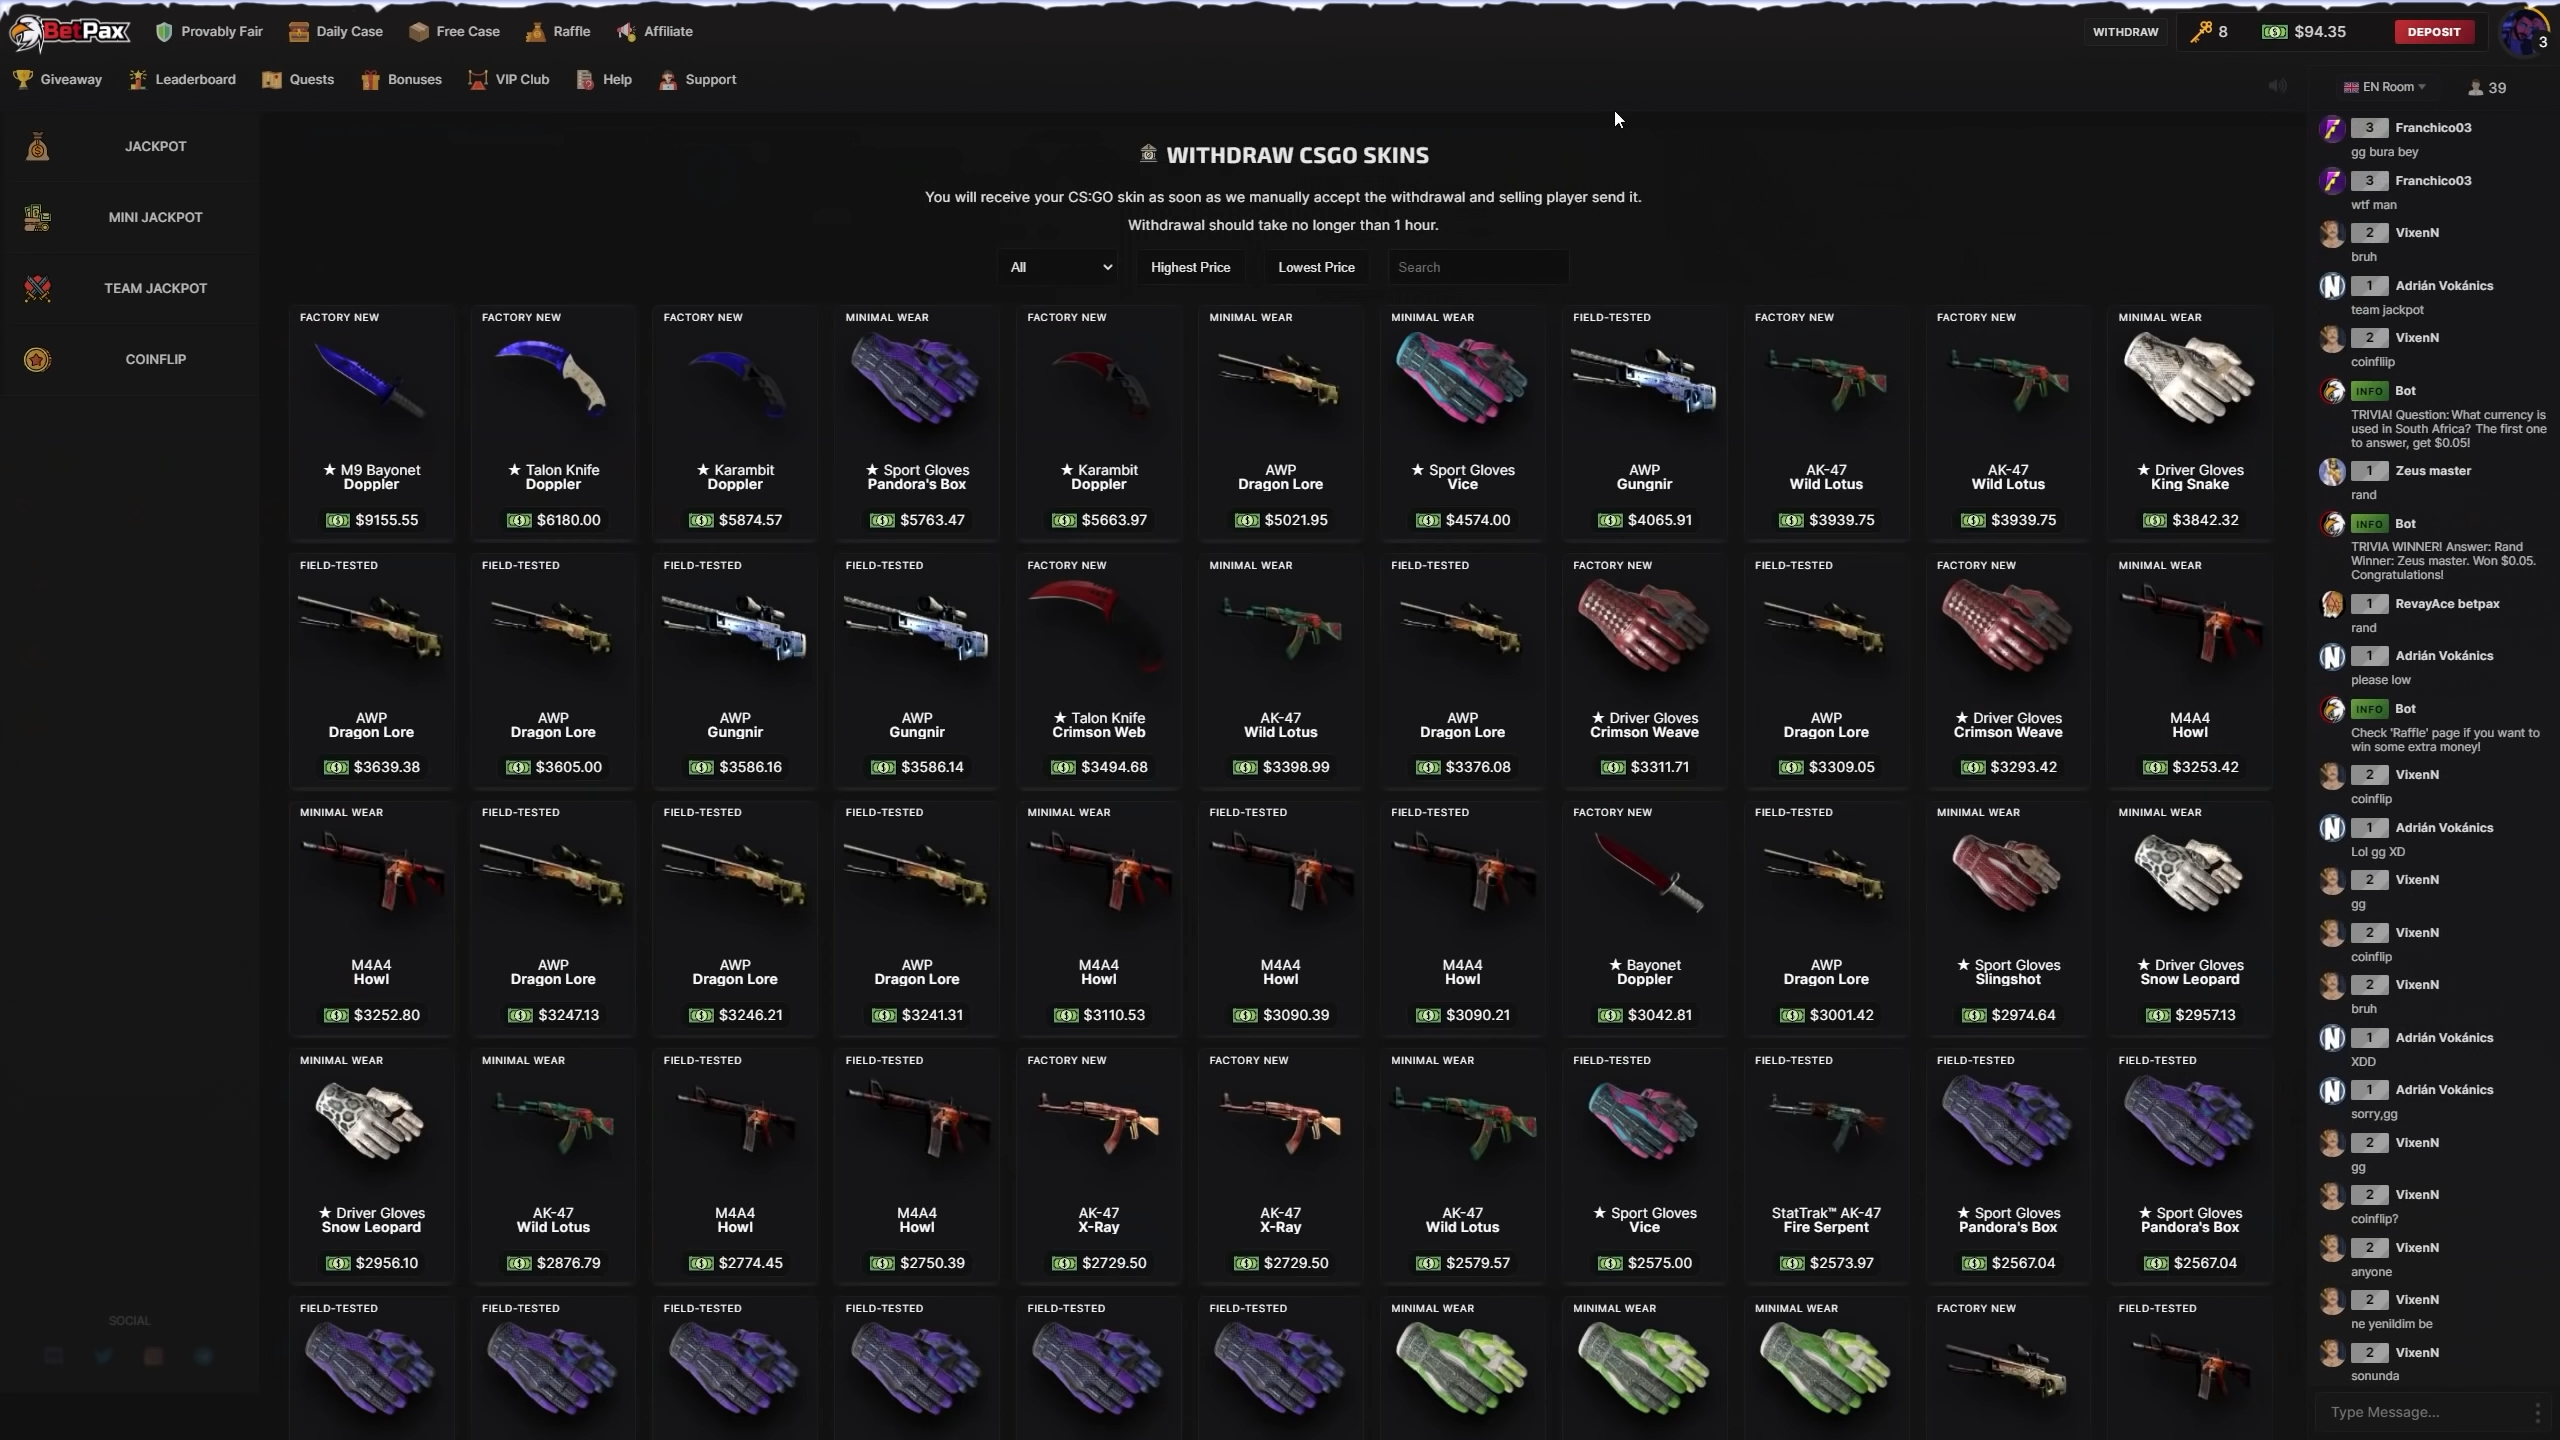 BetPax
Provably Fair
Daily Case
Free Case
Raffle
Affiliate
WITHDRAW
8
$94.35
DEPOSIT
3
Giveaway
Leaderboard
Quests
Bonuses
VIP Club
Help
Support
EN Room
39
JACKPOT
MINI JACKPOT
TEAM JACKPOT
COINFLIP
SOCIAL
WITHDRAW CSGO SKINS
You will receive your CS:GO skin as soon as we manually accept the withdrawal and selling player send it.
Withdrawal should take no longer than 1 hour.
All
Highest Price
Lowest Price
Search
FACTORY NEW
★ M9 Bayonet
Doppler
$9155.55
FACTORY NEW
★ Talon Knife
Doppler
$6180.00
FACTORY NEW
★ Karambit
Doppler
$5874.57
MINIMAL WEAR
★ Sport Gloves
Pandora's Box
$5763.47
FACTORY NEW
★ Karambit
Doppler
$5663.97
MINIMAL WEAR
AWP
Dragon Lore
$5021.95
MINIMAL WEAR
★ Sport Gloves
Vice
$4574.00
FIELD-TESTED
AWP
Gungnir
$4065.91
FACTORY NEW
AK-47
Wild Lotus
$3939.75
FACTORY NEW
AK-47
Wild Lotus
$3939.75
MINIMAL WEAR
★ Driver Gloves
King Snake
$3842.32
FIELD-TESTED
AWP
Dragon Lore
$3639.38
FIELD-TESTED
AWP
Dragon Lore
$3605.00
FIELD-TESTED
AWP
Gungnir
$3586.16
FIELD-TESTED
AWP
Gungnir
$3586.14
FACTORY NEW
★ Talon Knife
Crimson Web
$3494.68
MINIMAL WEAR
AK-47
Wild Lotus
$3398.99
FIELD-TESTED
AWP
Dragon Lore
$3376.08
FACTORY NEW
★ Driver Gloves
Crimson Weave
$3311.71
FIELD-TESTED
AWP
Dragon Lore
$3309.05
FACTORY NEW
★ Driver Gloves
Crimson Weave
$3293.42
MINIMAL WEAR
M4A4
Howl
$3253.42
MINIMAL WEAR
M4A4
Howl
$3252.80
FIELD-TESTED
AWP
Dragon Lore
$3247.13
FIELD-TESTED
AWP
Dragon Lore
$3246.21
FIELD-TESTED
AWP
Dragon Lore
$3241.31
MINIMAL WEAR
M4A4
Howl
$3110.53
FIELD-TESTED
M4A4
Howl
$3090.39
FIELD-TESTED
M4A4
Howl
$3090.21
FACTORY NEW
★ Bayonet
Doppler
$3042.81
FIELD-TESTED
AWP
Dragon Lore
$3001.42
MINIMAL WEAR
★ Sport Gloves
Slingshot
$2974.64
MINIMAL WEAR
★ Driver Gloves
Snow Leopard
$2957.13
MINIMAL WEAR
★ Driver Gloves
Snow Leopard
$2956.10
MINIMAL WEAR
AK-47
Wild Lotus
$2876.79
FIELD-TESTED
M4A4
Howl
$2774.45
FIELD-TESTED
M4A4
Howl
$2750.39
FACTORY NEW
AK-47
X-Ray
$2729.50
FACTORY NEW
AK-47
X-Ray
$2729.50
MINIMAL WEAR
AK-47
Wild Lotus
$2579.57
FIELD-TESTED
★ Sport Gloves
Vice
$2575.00
FIELD-TESTED
StatTrak™ AK-47
Fire Serpent
$2573.97
FIELD-TESTED
★ Sport Gloves
Pandora's Box
$2567.04
FIELD-TESTED
★ Sport Gloves
Pandora's Box
$2567.04
FIELD-TESTED
FIELD-TESTED
FIELD-TESTED
FIELD-TESTED
FIELD-TESTED
FIELD-TESTED
MINIMAL WEAR
MINIMAL WEAR
MINIMAL WEAR
FACTORY NEW
FIELD-TESTED
3 Franchico03
gg bura bey
3 Franchico03
wtf man
2 VixenN
bruh
1 Adrián Vokánics
team jackpot
2 VixenN
coinfliip
INFO Bot
TRIVIA! Question: What currency is
used in South Africa? The first one
to answer, get $0.05!
1 Zeus master
rand
INFO Bot
TRIVIA WINNER! Answer: Rand
Winner: Zeus master. Won $0.05.
Congratulations!
1 RevayAce betpax
rand
1 Adrián Vokánics
please low
INFO Bot
Check 'Raffle' page if you want to
win some extra money!
2 VixenN
coinflip
1 Adrián Vokánics
Lol gg XD
2 VixenN
gg
2 VixenN
coinflip
2 VixenN
bruh
1 Adrián Vokánics
XDD
1 Adrián Vokánics
sorry,gg
2 VixenN
gg
2 VixenN
coinflip?
2 VixenN
anyone
2 VixenN
ne yenildim be
2 VixenN
sonunda
Type Message...